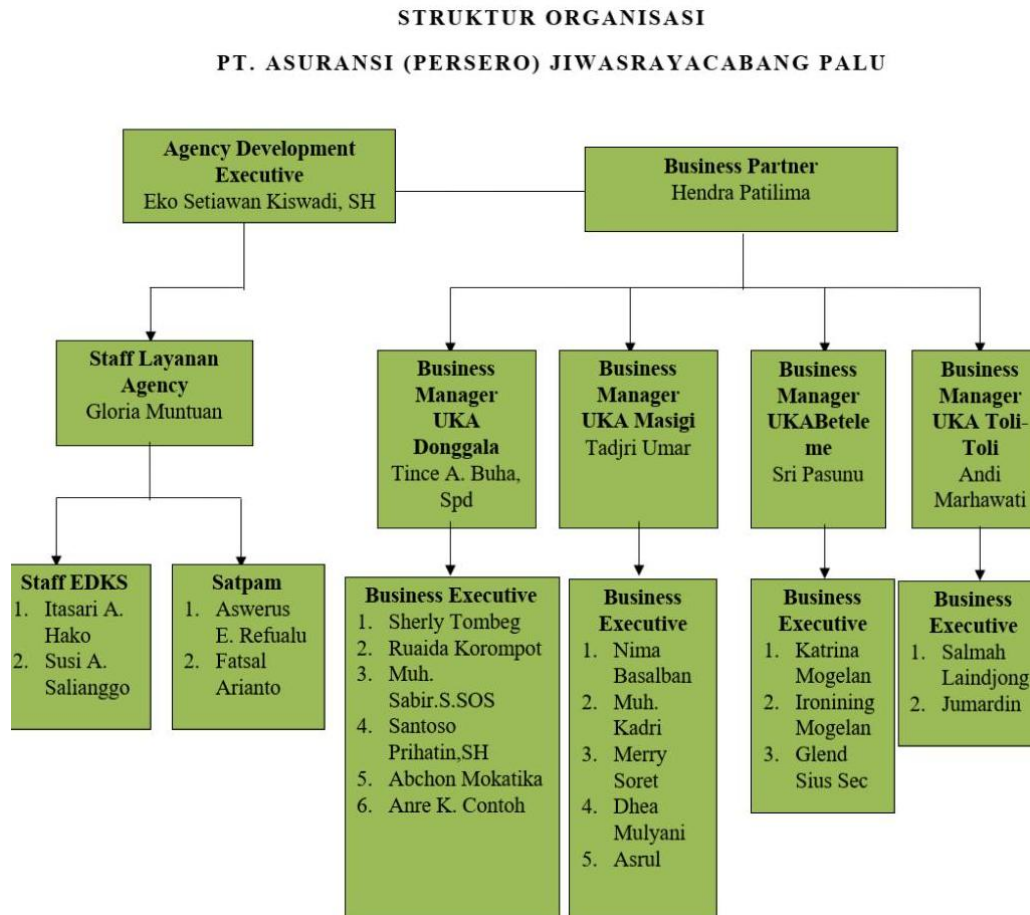 STRUKTUR ORGANISASI
PT. ASURANSI (PERSERO) JIWASRAYACABANG PALU
Agency Development
Executive
Eko Setiawan Kiswadi, SH
Business Partner
Hendra Patilima
Staff Layanan
Agency
Gloria Muntuan
Business
Manager
UKA
Donggala
Tince A. Buha,
Spd
Business
Manager
UKA Masigi
Tadjri Umar
Business
Manager
UKABetele
me
Sri Pasunu
Business
Manager
UKA Toli-
Toli
Andi
Marhawati
Staff EDKS
1. Itasari A.
Hako
2. Susi A.
Salianggo
Satpam
1. Aswerus
E. Refualu
2. Fatsal
Arianto
Business Executive
1. Sherly Tombeg
2. Ruaida Korompot
3. Muh.
Sabir.S.SOS
4. Santoso
Prihatin,SH
5. Abchon Mokatika
6. Anre K. Contoh
Business
Executive
1. Nima
Basalban
2. Muh.
Kadri
3. Merry
Soret
4. Dhea
Mulyani
5. Asrul
Business
Executive
1. Katrina
Mogelan
2. Ironining
Mogelan
3. Glend
Sius Sec
Business
Executive
1. Salmah
Laindjong
2. Jumardin